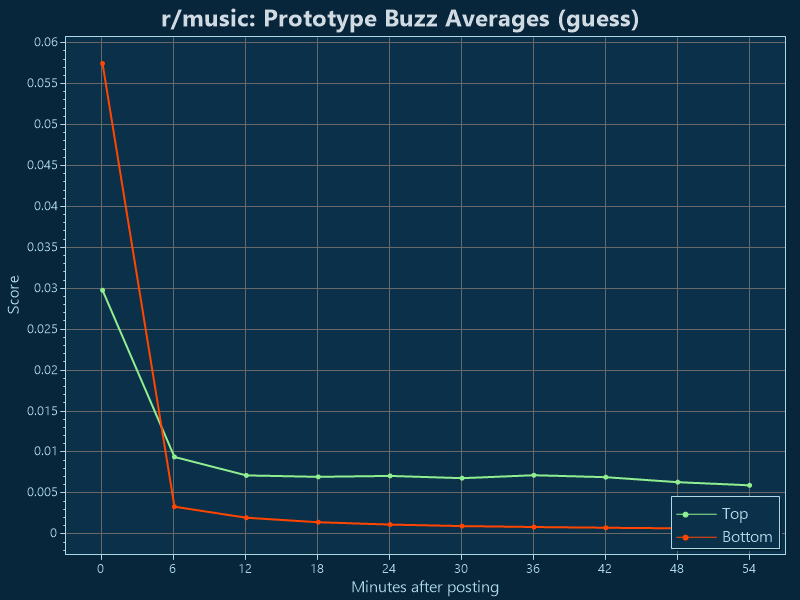 r/music: Prototype Buzz Averages (guess)
0.06
0.055
0.05
0.045
0.04
0.035
0.03
0.025
0.02
0.015
0.01
0.005
0
Score
Top
Bottom
0 6 12 18 24 30 36 42 48 54
Minutes after posting